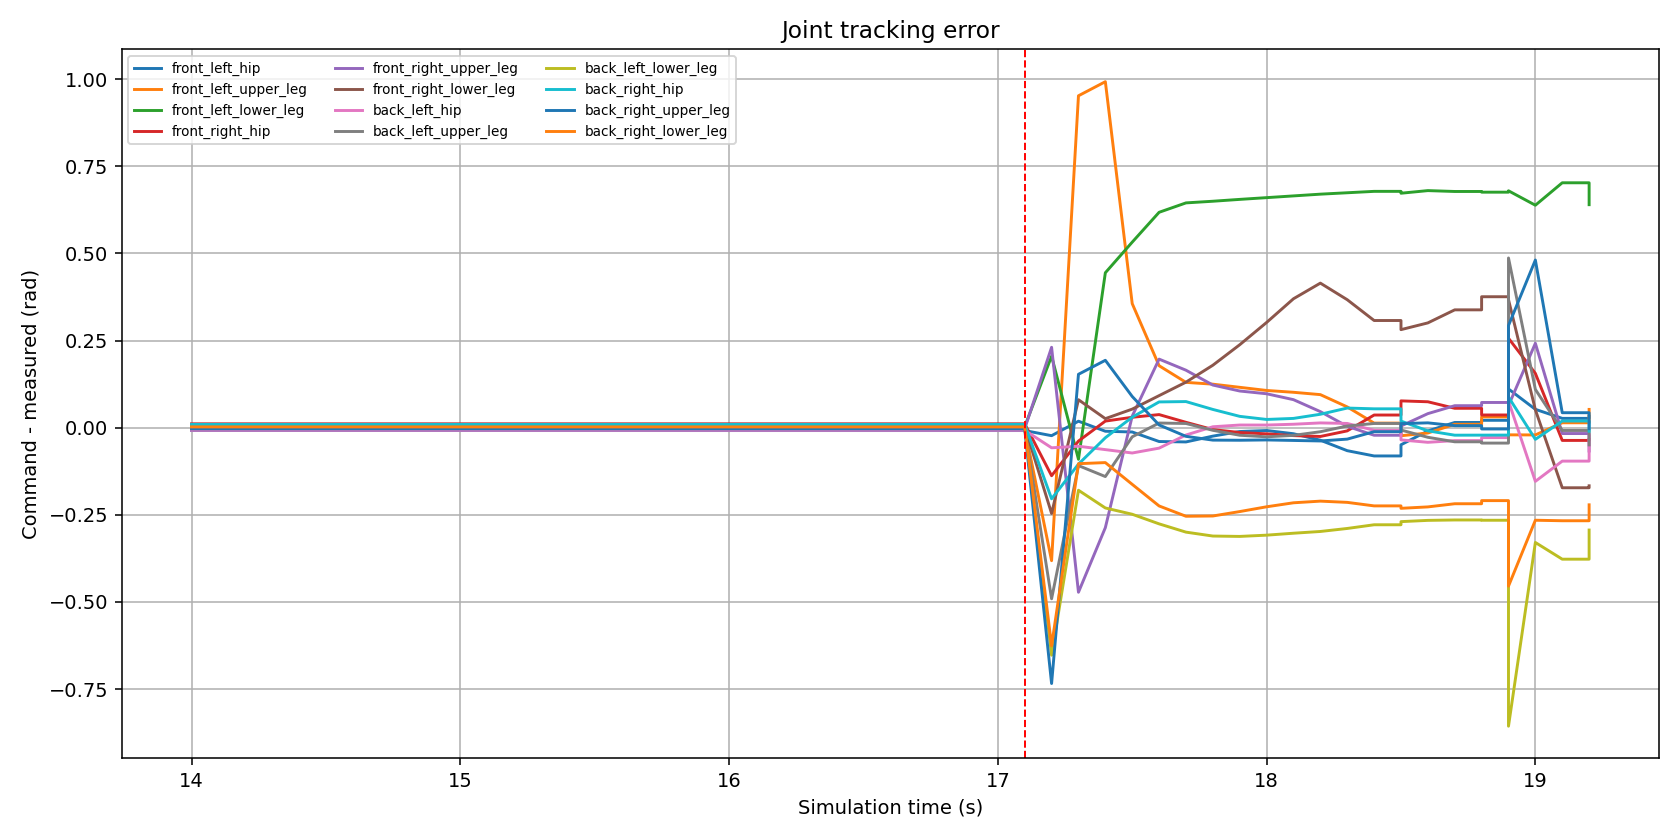 Joint tracking error
front_left_hip
front_left_upper_leg
front_left_lower_leg
front_right_hip
front_right_upper_leg
front_right_lower_leg
back_left_hip
back_left_upper_leg
back_left_lower_leg
back_right_hip
back_right_upper_leg
back_right_lower_leg
Command - measured (rad)
1.00
0.75
0.50
0.25
0.00
−0.25
−0.50
−0.75
14
15
16
17
18
19
Simulation time (s)